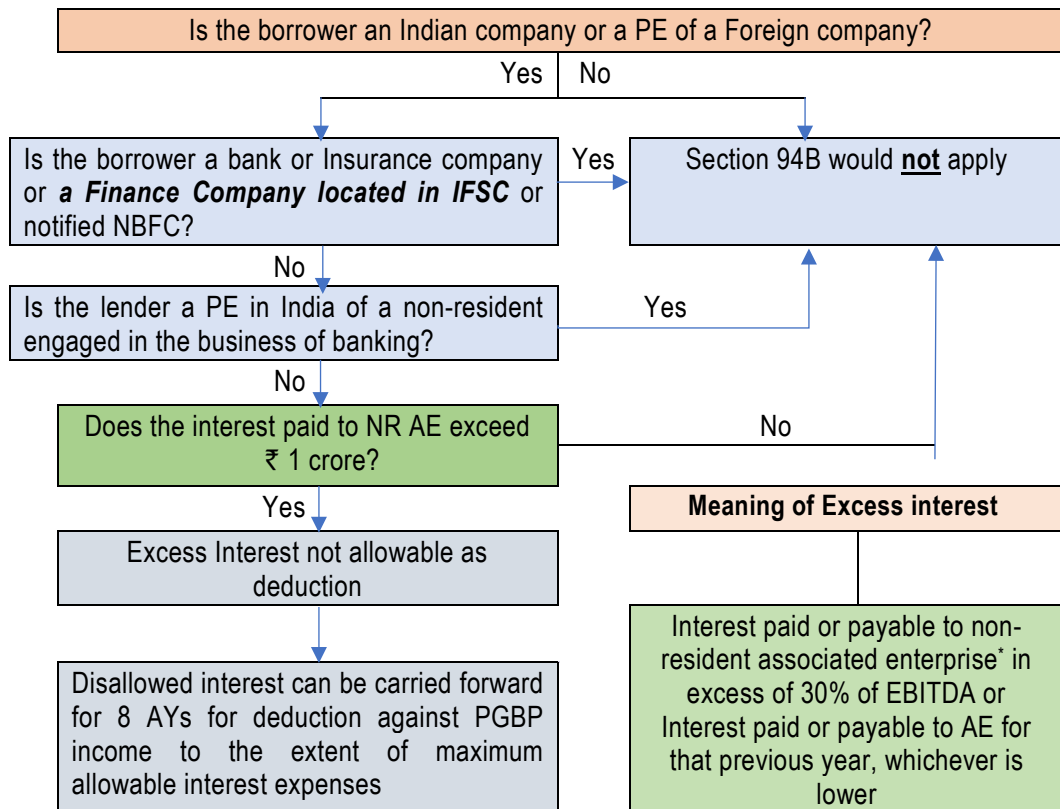 Is the borrower an Indian company or a PE of a Foreign company?
Yes No
Is the borrower a bank or Insurance company
or a Finance Company located in IFSC or
notified NBFC?
Yes
Section 94B would not apply
No
Is the lender a PE in India of a non-resident
engaged in the business of banking?
Yes
No
Does the interest paid to NR AE exceed
₹ 1 crore?
No
Yes
Excess Interest not allowable as
deduction
Disallowed interest can be carried forward
for 8 AYs for deduction against PGBP
income to the extent of maximum
allowable interest expenses
Meaning of Excess interest
Interest paid or payable to non-
resident associated enterprise* in
excess of 30% of EBITDA or
Interest paid or payable to AE for
that previous year, whichever is
lower